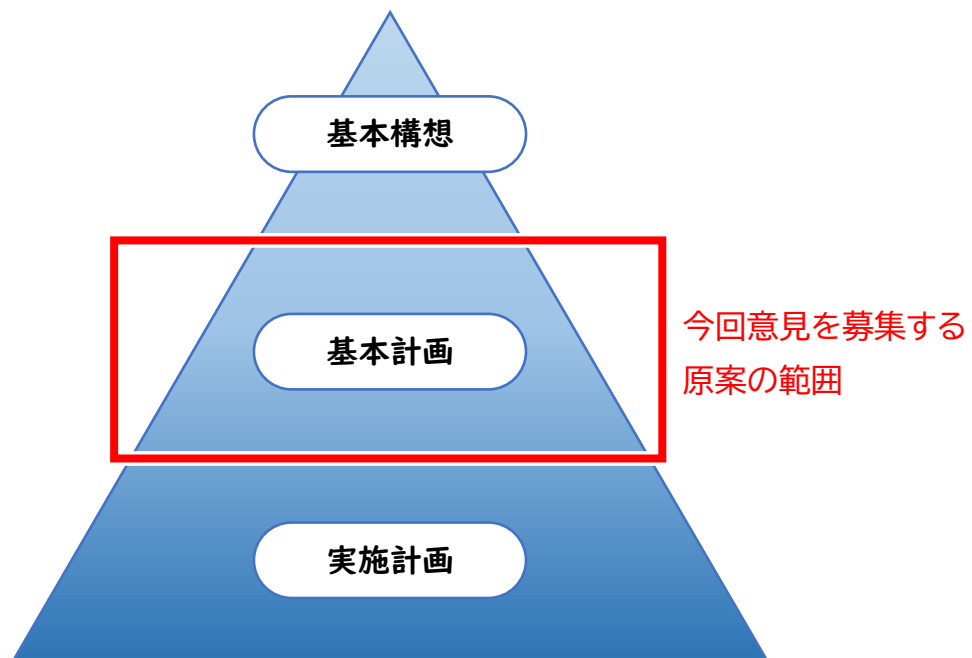 基本構想
基本計画
今回意見を募集する
原案の範囲
実施計画